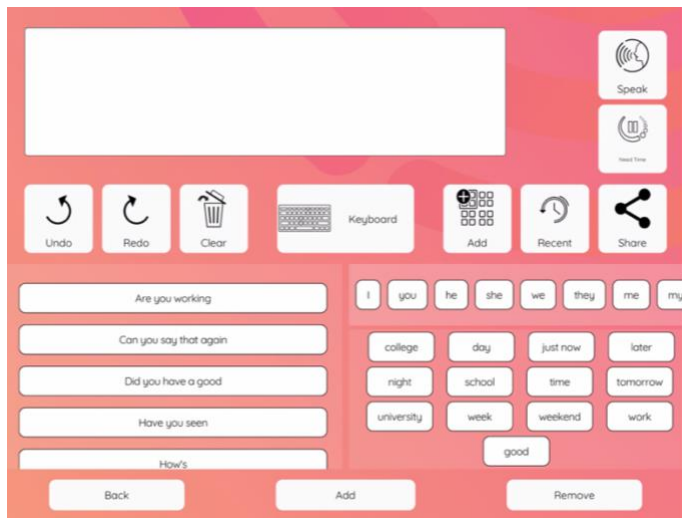 Speak
Need Time
Undo
Redo
Clear
Keyboard
Add
Recent
Share
Are you working
Can you say that again
Did you have a good
Have you seen
How's
I you he she we they me my
college day just now later
night school time tomorrow
university week weekend work
good
Back Add Remove